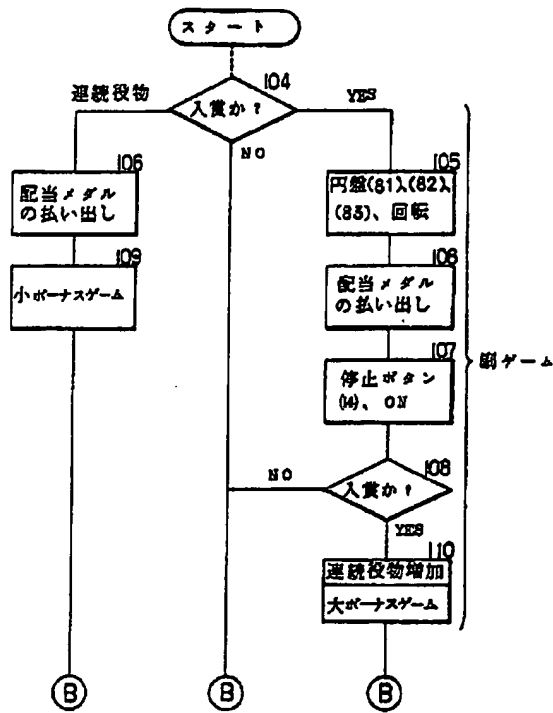 スタート
104
連続役物
入賞か?
YES
NO
106
配当メダル
の払い出し
105
円盤(81)、(82)、
(83)、回転
109
小ボーナスゲーム
106
配当メダル
の払い出し
107
停止ボタン
(14)、ON
副ゲーム
108
NO
入賞か?
YES
110
連続役物増加
大ボーナスゲーム
B
B
B